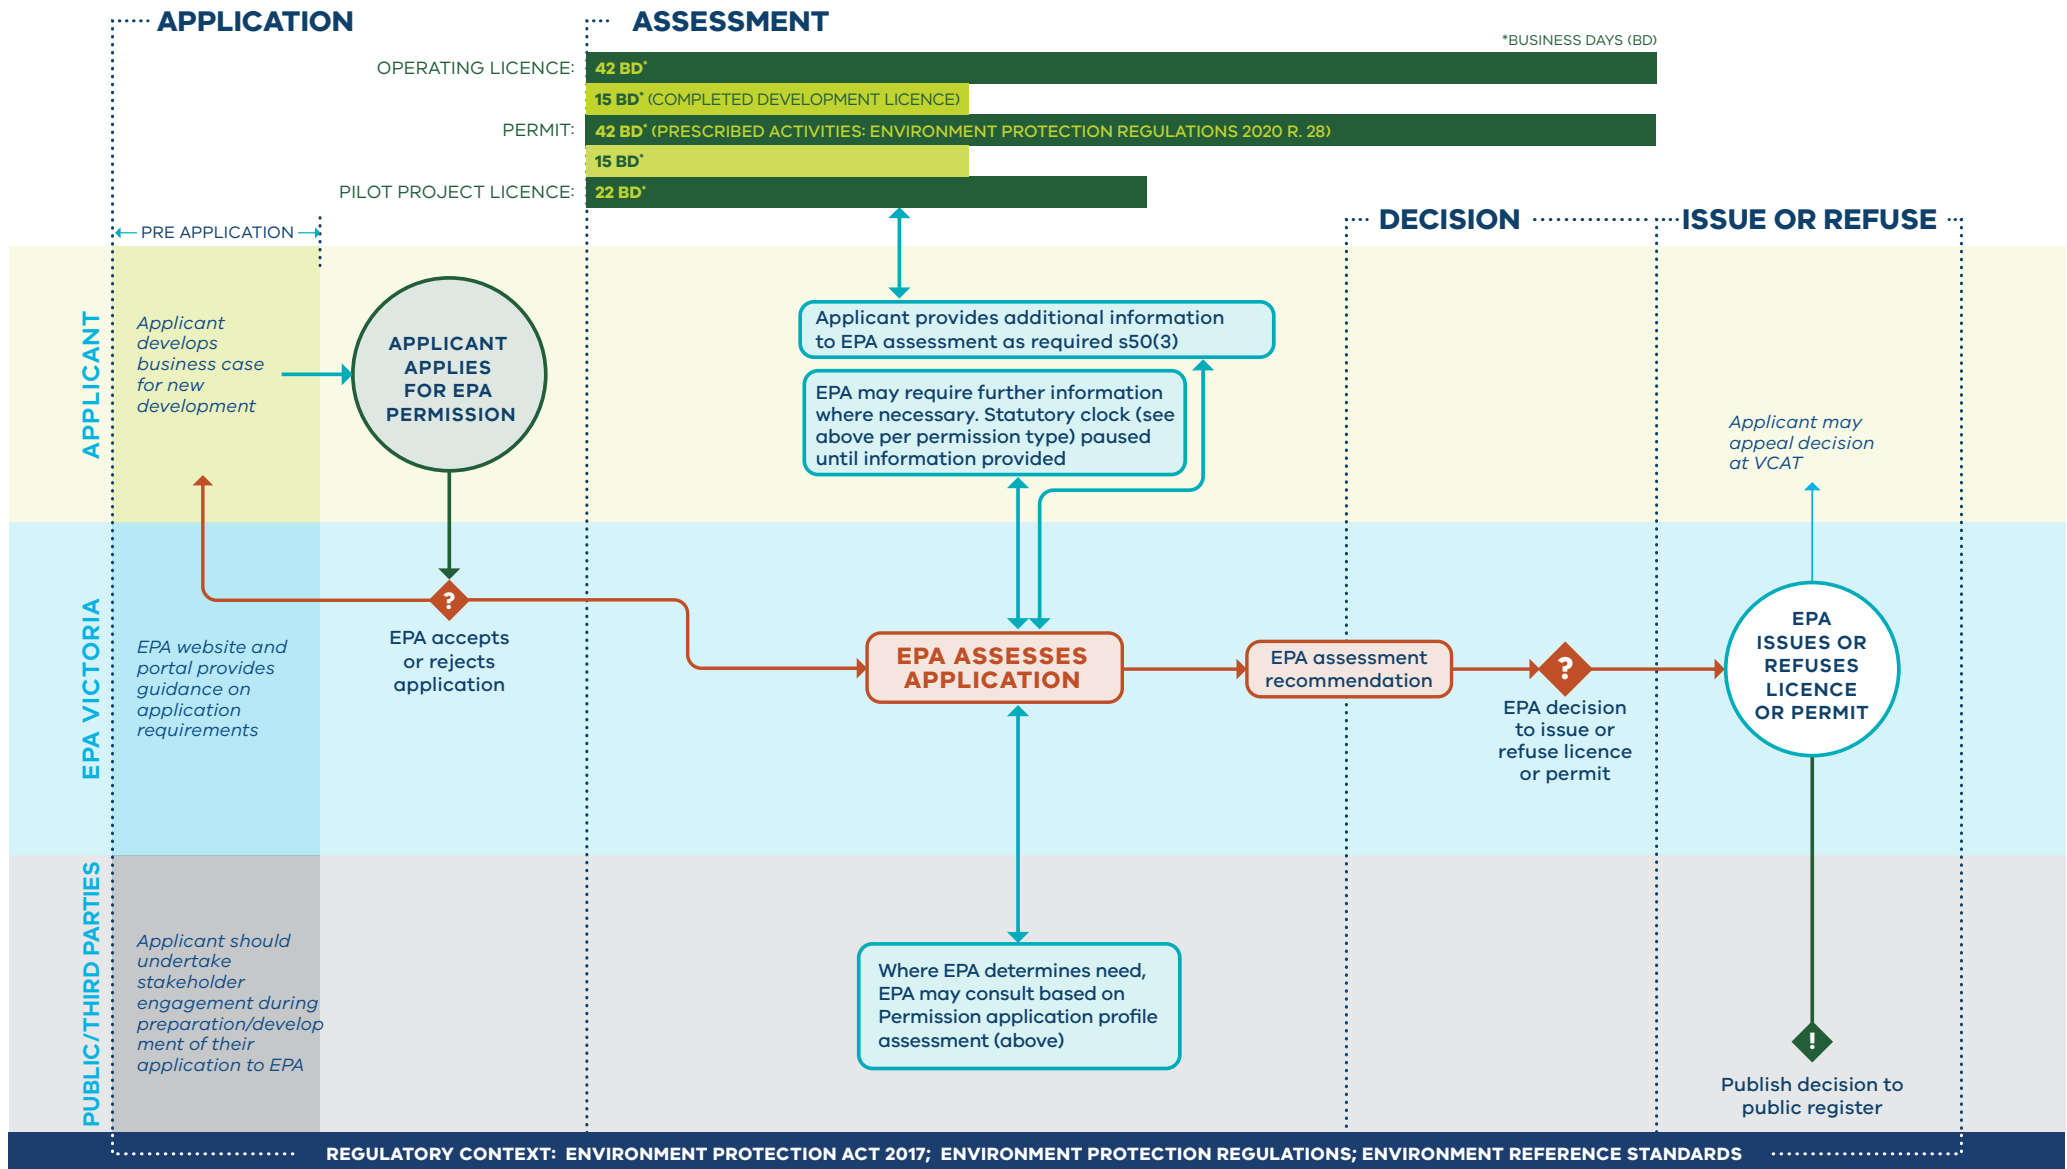 APPLICATION
ASSESSMENT
*BUSINESS DAYS (BD)
OPERATING LICENCE:
42 BD*
15 BD* (COMPLETED DEVELOPMENT LICENCE)
PERMIT:
42 BD* (PRESCRIBED ACTIVITIES: ENVIRONMENT PROTECTION REGULATIONS 2020 R. 28)
15 BD*
PILOT PROJECT LICENCE:
22 BD*
DECISION
ISSUE OR REFUSE
PRE APPLICATION
APPLICANT
Applicant
develops
business case
for new
development
APPLICANT
APPLIES
FOR EPA
PERMISSION
Applicant provides additional information
to EPA assessment as required s50(3)
EPA may require further information
where necessary. Statutory clock (see
above per permission type) paused
until information provided
Applicant may
appeal decision
at VCAT
EPA VICTORIA
EPA website and
portal provides
guidance on
application
requirements
?
EPA accepts
or rejects
application
EPA ASSESSES
APPLICATION
EPA assessment
recommendation
?
EPA decision
to issue or
refuse licence
or permit
EPA
ISSUES OR
REFUSES
LICENCE
OR PERMIT
PUBLIC/THIRD PARTIES
Applicant should
undertake
stakeholder
engagement during
preparation/develop
ment of their
application to EPA
Where EPA determines need,
EPA may consult based on
Permission application profile
assessment (above)
!
Publish decision to
public register
REGULATORY CONTEXT: ENVIRONMENT PROTECTION ACT 2017; ENVIRONMENT PROTECTION REGULATIONS; ENVIRONMENT REFERENCE STANDARDS